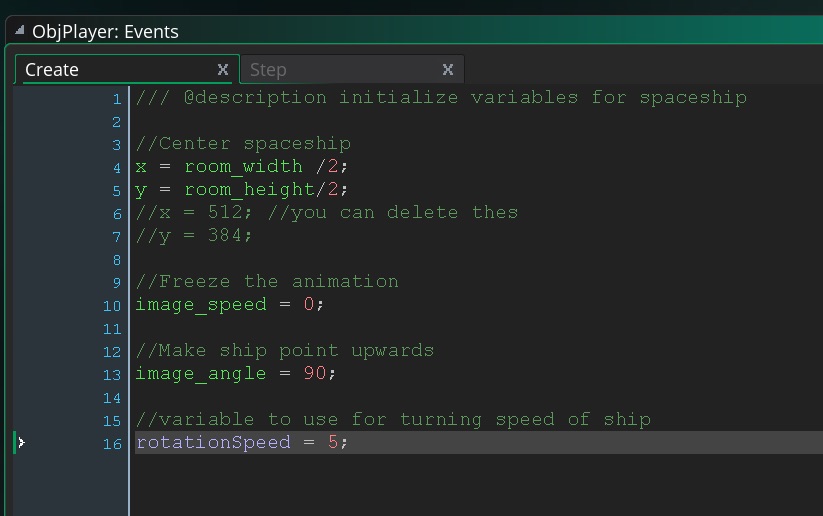 ObjPlayer: Events
Create X Step X
1 /// @description initialize variables for spaceship
2
3 //Center spaceship
4 x = room_width /2;
5 y = room_height/2;
6 //x = 512; //you can delete thes
7 //y = 384;
8
9 //Freeze the animation
10 image_speed = 0;
11
12 //Make ship point upwards
13 image_angle = 90;
14
15 //variable to use for turning speed of ship
16 rotationSpeed = 5;